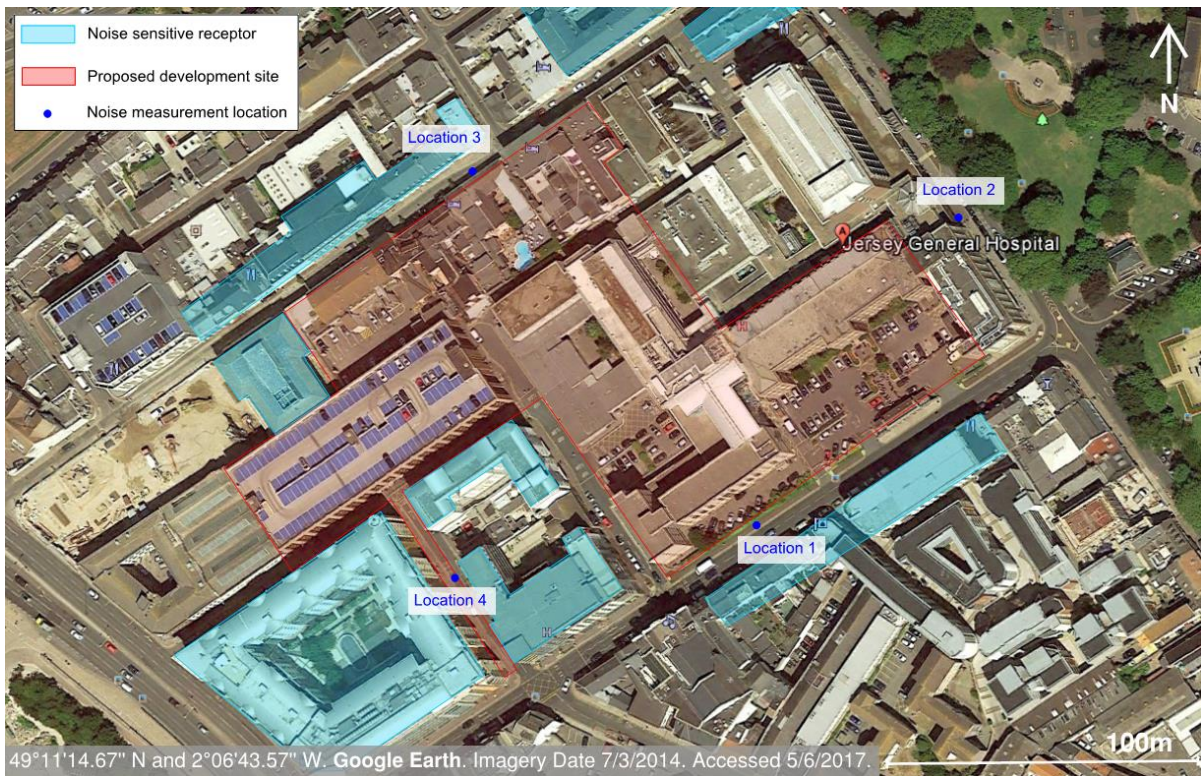 Noise sensitive receptor
Proposed development site
Noise measurement location
N
Location 3
Location 2
A
Jersey General Hospital
Location 1
H
Location 4
H
49°11'14.67" N and 2°06'43.57" W. Google Earth. Imagery Date 7/3/2014. Accessed 5/6/2017.
100m